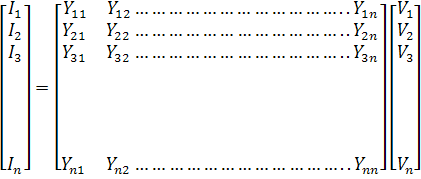 I₁ Y₁₁ Y₁₂ … … … … … … … … … … … … .. Y₁ₙ V₁
I₂ Y₂₁ Y₂₂ … … … … … … … … … … … … .. Y₂ₙ V₂
I₃ = Y₃₁ Y₃₂ … … … … … … … … … … … … .. Y₃ₙ V₃
Iₙ Yₙ₁ Yₙ₂ … … … … … … … … … … … … .. Yₙₙ Vₙ